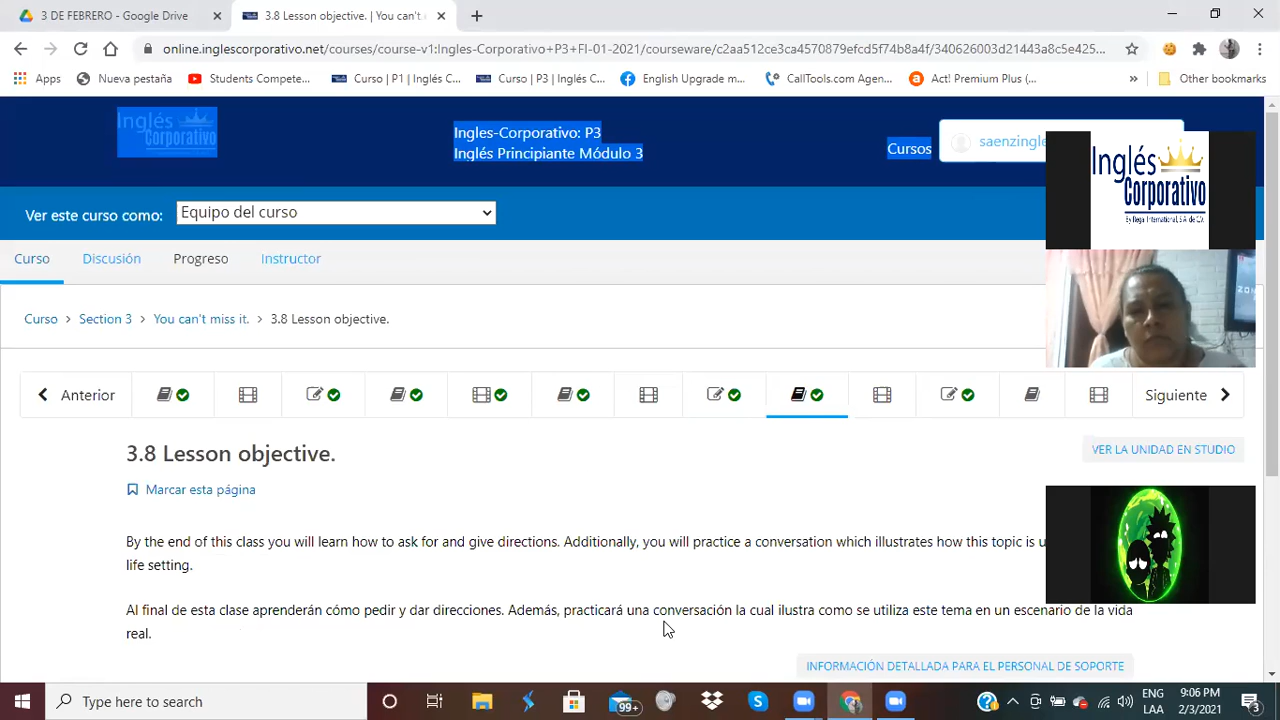 3 DE FEBRERO - Google Drive
3.8 Lesson objective. | You can't
online.inglescorporativo.net/courses/course-v1:Ingles-Corporativo+P3+FI-01-2021/courseware/c2aa512ce3ca4570879efcd5f74b8a4f/340626003d21443a8c5e425...
Apps
Nueva pestaña
Students Compete...
Curso | P1 | Inglés C...
Curso | P3 | Inglés C...
English Upgrade m...
CallTools.com Agen...
Act! Premium Plus (...
»
Other bookmarks
Inglés
Corporativo
Ingles-Corporativo: P3
Inglés Principiante Módulo 3
Cursos
saenzingle
Inglés
Corporativo
By Regal International, S.A. de C.V.
Ver este curso como:
Equipo del curso
Curso
Discusión
Progreso
Instructor
Curso > Section 3 > You can't miss it. > 3.8 Lesson objective.
Anterior
Siguiente
3.8 Lesson objective.
VER LA UNIDAD EN STUDIO
Marcar esta página
By the end of this class you will learn how to ask for and give directions. Additionally, you will practice a conversation which illustrates how this topic is u
life setting.
Al final de esta clase aprenderán cómo pedir y dar direcciones. Además, practicará una conversación la cual ilustra como se utiliza este tema en un escenario de la vida
real.
INFORMACIÓN DETALLADA PARA EL PERSONAL DE SOPORTE
Type here to search
99+
ENG
LAA
9:06 PM
2/3/2021
3